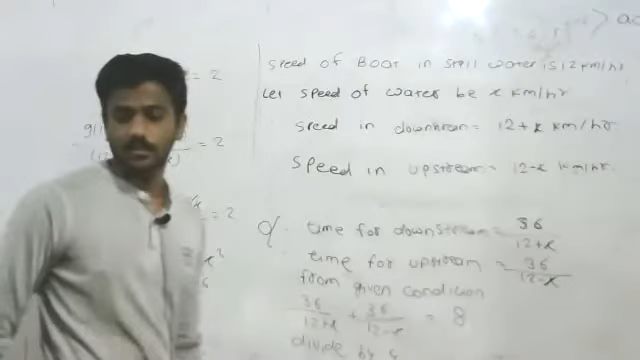 = 2
= 2
= 2
speed of Boat in still water is 12 km/hr
Let speed of water be x km/hr
speed in = 12 + x km/hr
speed in upstream = 12-x km/hr
time for downstream = 36/12+x
time for upstream = 36/12-x
from given condition
36/12+x + 36/12-x = 8
divide by